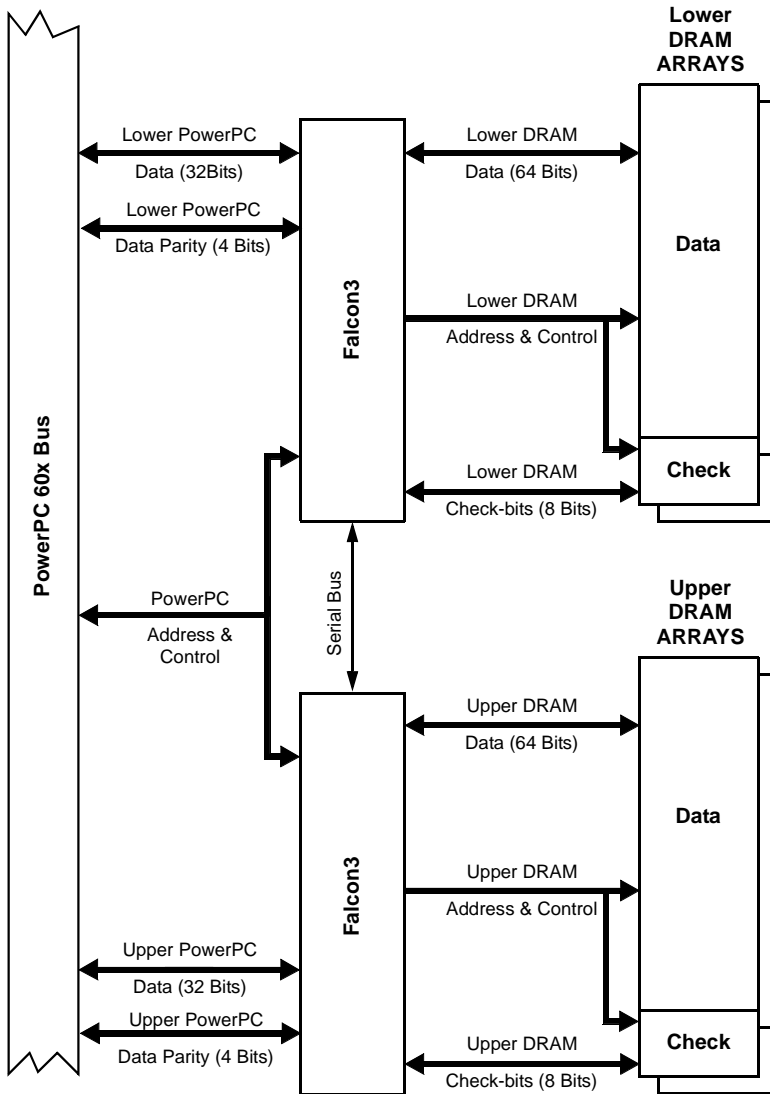 Lower
DRAM
ARRAYS
Lower PowerPC
Data (32Bits)
Lower DRAM
Data (64 Bits)
Lower PowerPC
Data Parity (4 Bits)
Data
Falcon3
Lower DRAM
Address & Control
PowerPC 60x Bus
Check
Lower DRAM
Check-bits (8 Bits)
Serial Bus
PowerPC
Address &
Control
Upper
DRAM
ARRAYS
Upper DRAM
Data (64 Bits)
Data
Falcon3
Upper DRAM
Address & Control
Upper PowerPC
Data (32 Bits)
Upper PowerPC
Data Parity (4 Bits)
Check
Upper DRAM
Check-bits (8 Bits)